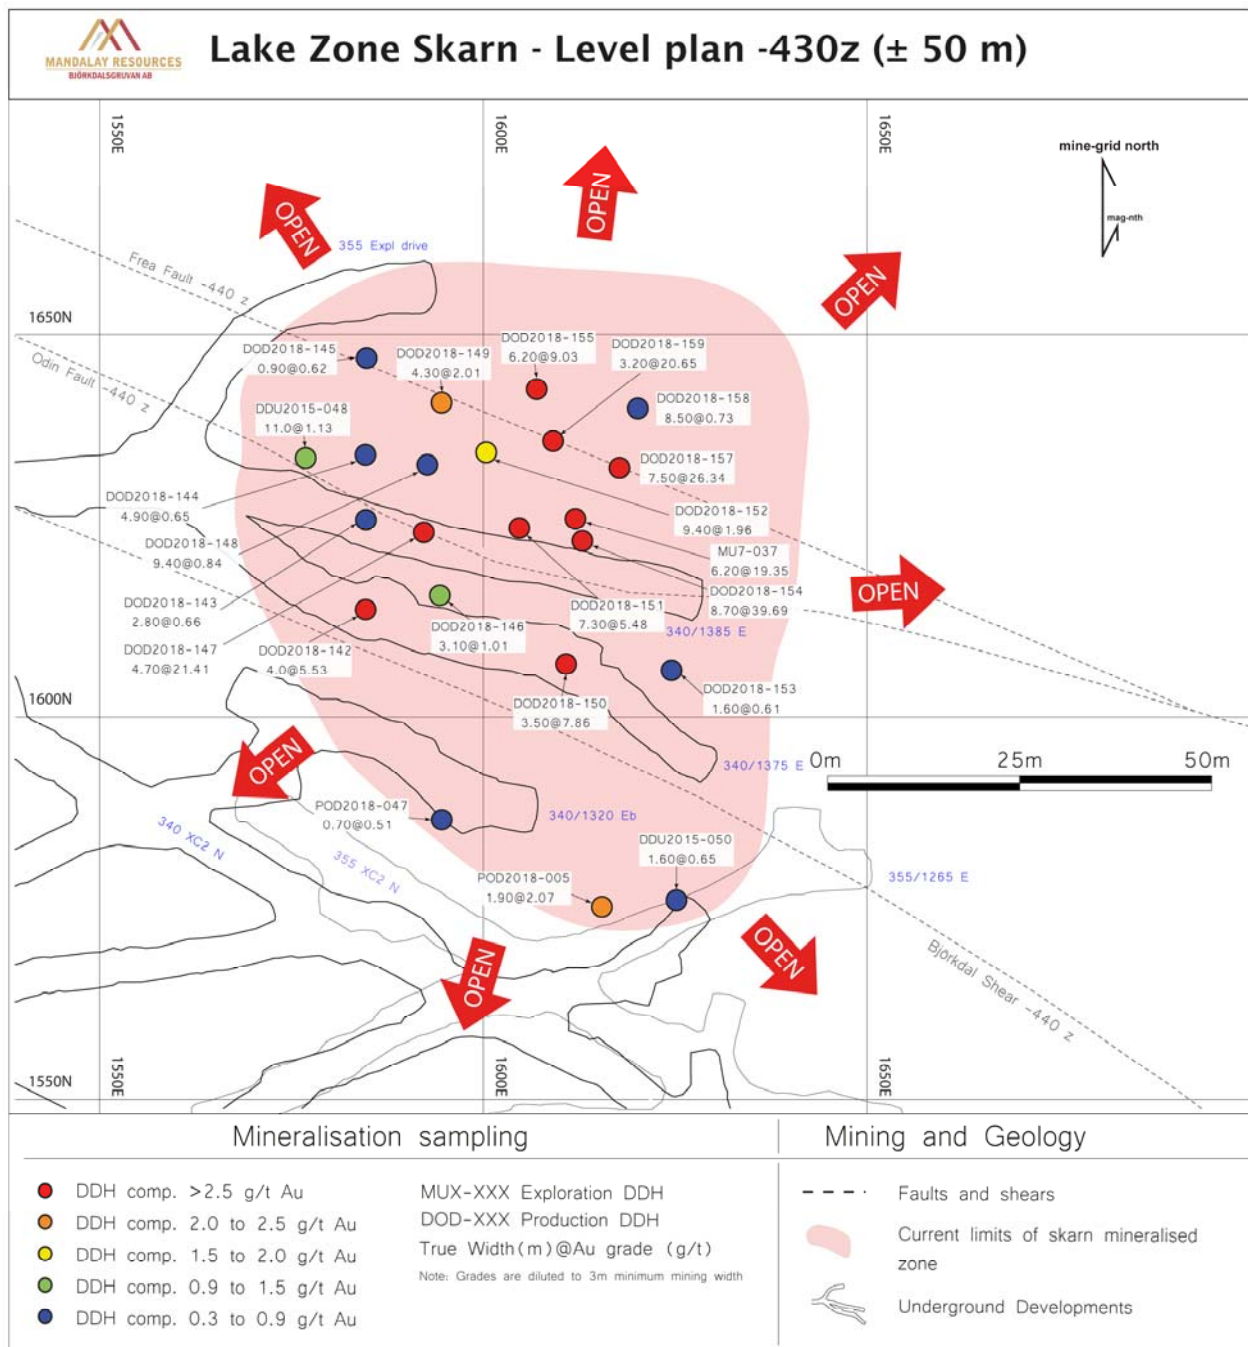 MANDALAY RESOURCES
BJÖRKDALSGRUVAN AB
Lake Zone Skarn - Level plan -430z (± 50 m)
1550E
1600E
1650E
mine-grid north
mag-nth
OPEN
OPEN
OPEN
355 Expl drive
Frea Fault -440 z
1650N
Odin Fault -440 z
DOD2018-145
0.90@0.62
DOD2018-149
4.30@2.01
DOD2018-155
6.20@9.03
DOD2018-159
3.20@20.65
DOD2018-158
8.50@0.73
DDU2015-048
11.0@1.13
DOD2018-157
7.50@26.34
DOD2018-144
4.90@0.65
DOD2018-152
9.40@1.96
DOD2018-148
9.40@0.84
MU7-037
6.20@19.35
OPEN
DOD2018-143
2.80@0.66
DOD2018-151
7.30@5.48
DOD2018-154
8.70@39.69
DOD2018-147
4.70@21.41
DOD2018-142
4.0@5.53
DOD2018-146
3.10@1.01
340/1385 E
DOD2018-150
3.50@7.86
DOD2018-153
1.60@0.61
1600N
OPEN
340/1375 E
0m
25m
50m
POD2018-047
0.70@0.51
340/1320 Eb
340 XC2 N
355 XC2 N
DDU2015-050
1.60@0.65
POD2018-005
1.90@2.07
355/1265 E
OPEN
OPEN
Björkdal Shear -440 z
1550N
1550E
1600E
1650E
Mineralisation sampling
DDH comp. >2.5 g/t Au
DDH comp. 2.0 to 2.5 g/t Au
DDH comp. 1.5 to 2.0 g/t Au
DDH comp. 0.9 to 1.5 g/t Au
DDH comp. 0.3 to 0.9 g/t Au
MUX-XXX Exploration DDH
DOD-XXX Production DDH
True Width(m)@Au grade (g/t)
Note: Grades are diluted to 3m minimum mining width
Mining and Geology
Faults and shears
Current limits of skarn mineralised
zone
Underground Developments